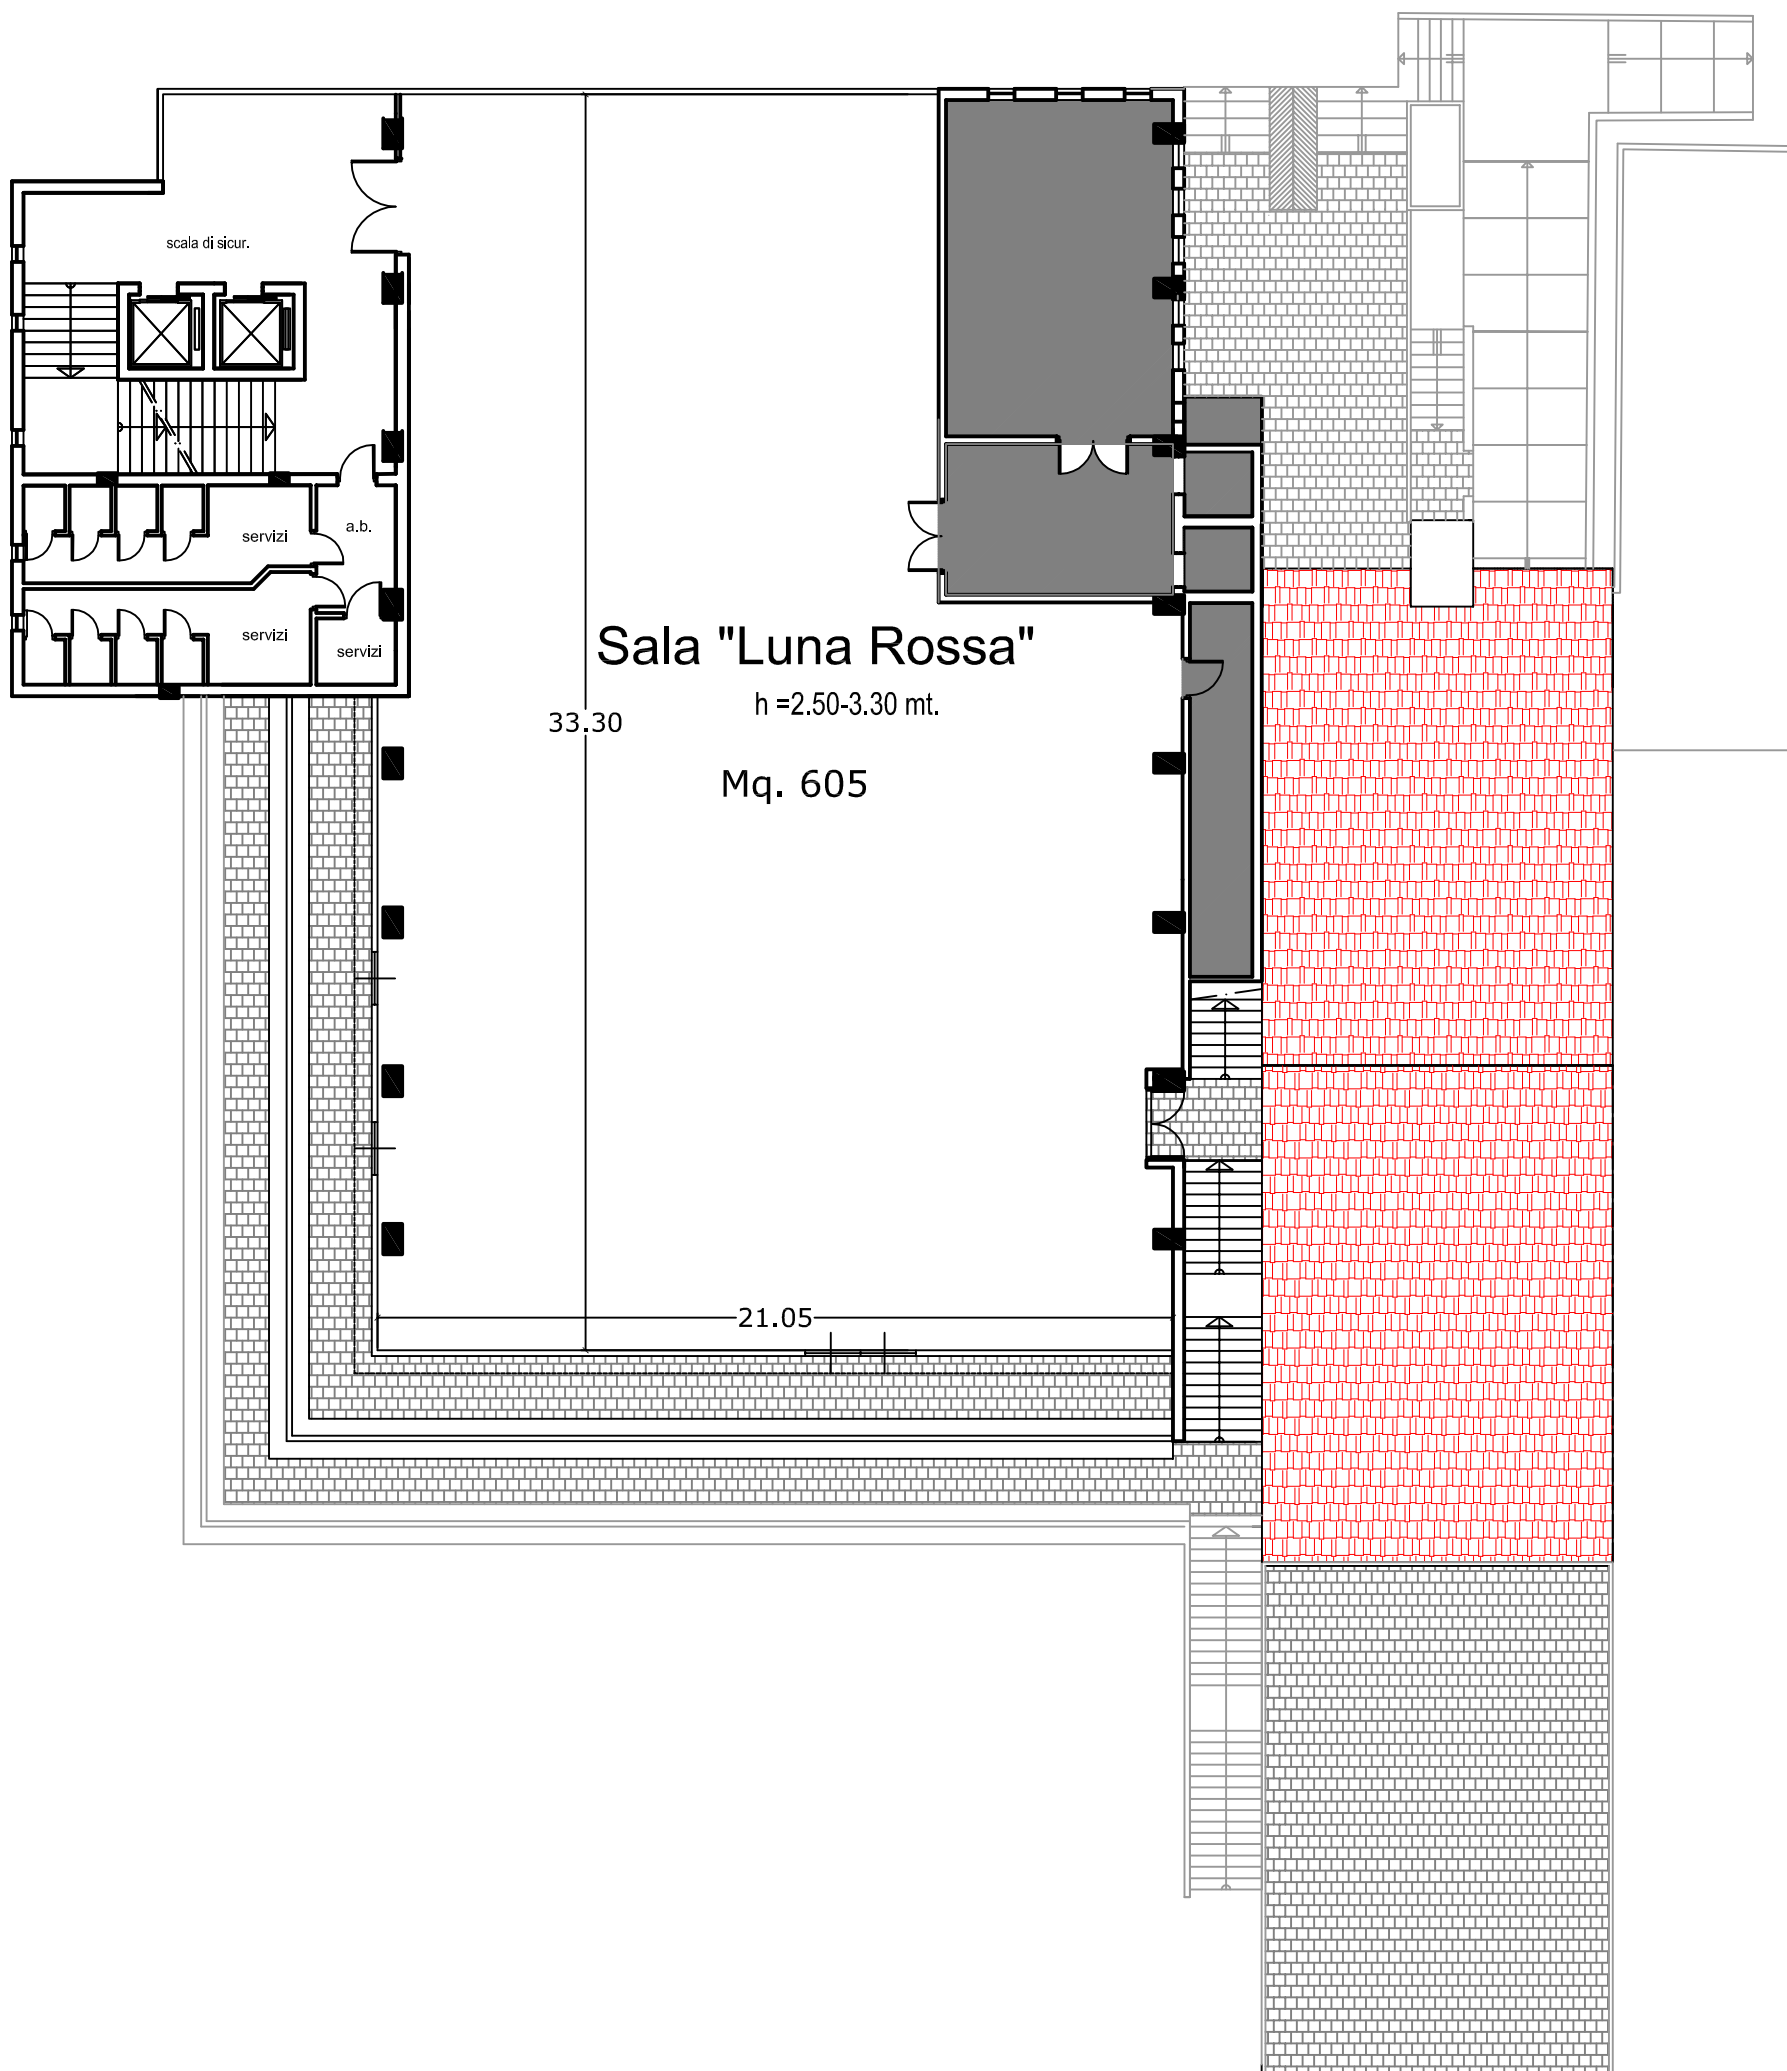 scala di sicur.
servizi
a.b.
servizi
servizi
Sala "Luna Rossa"
h =2.50-3.30 mt.
33.30
Mq. 605
21.05